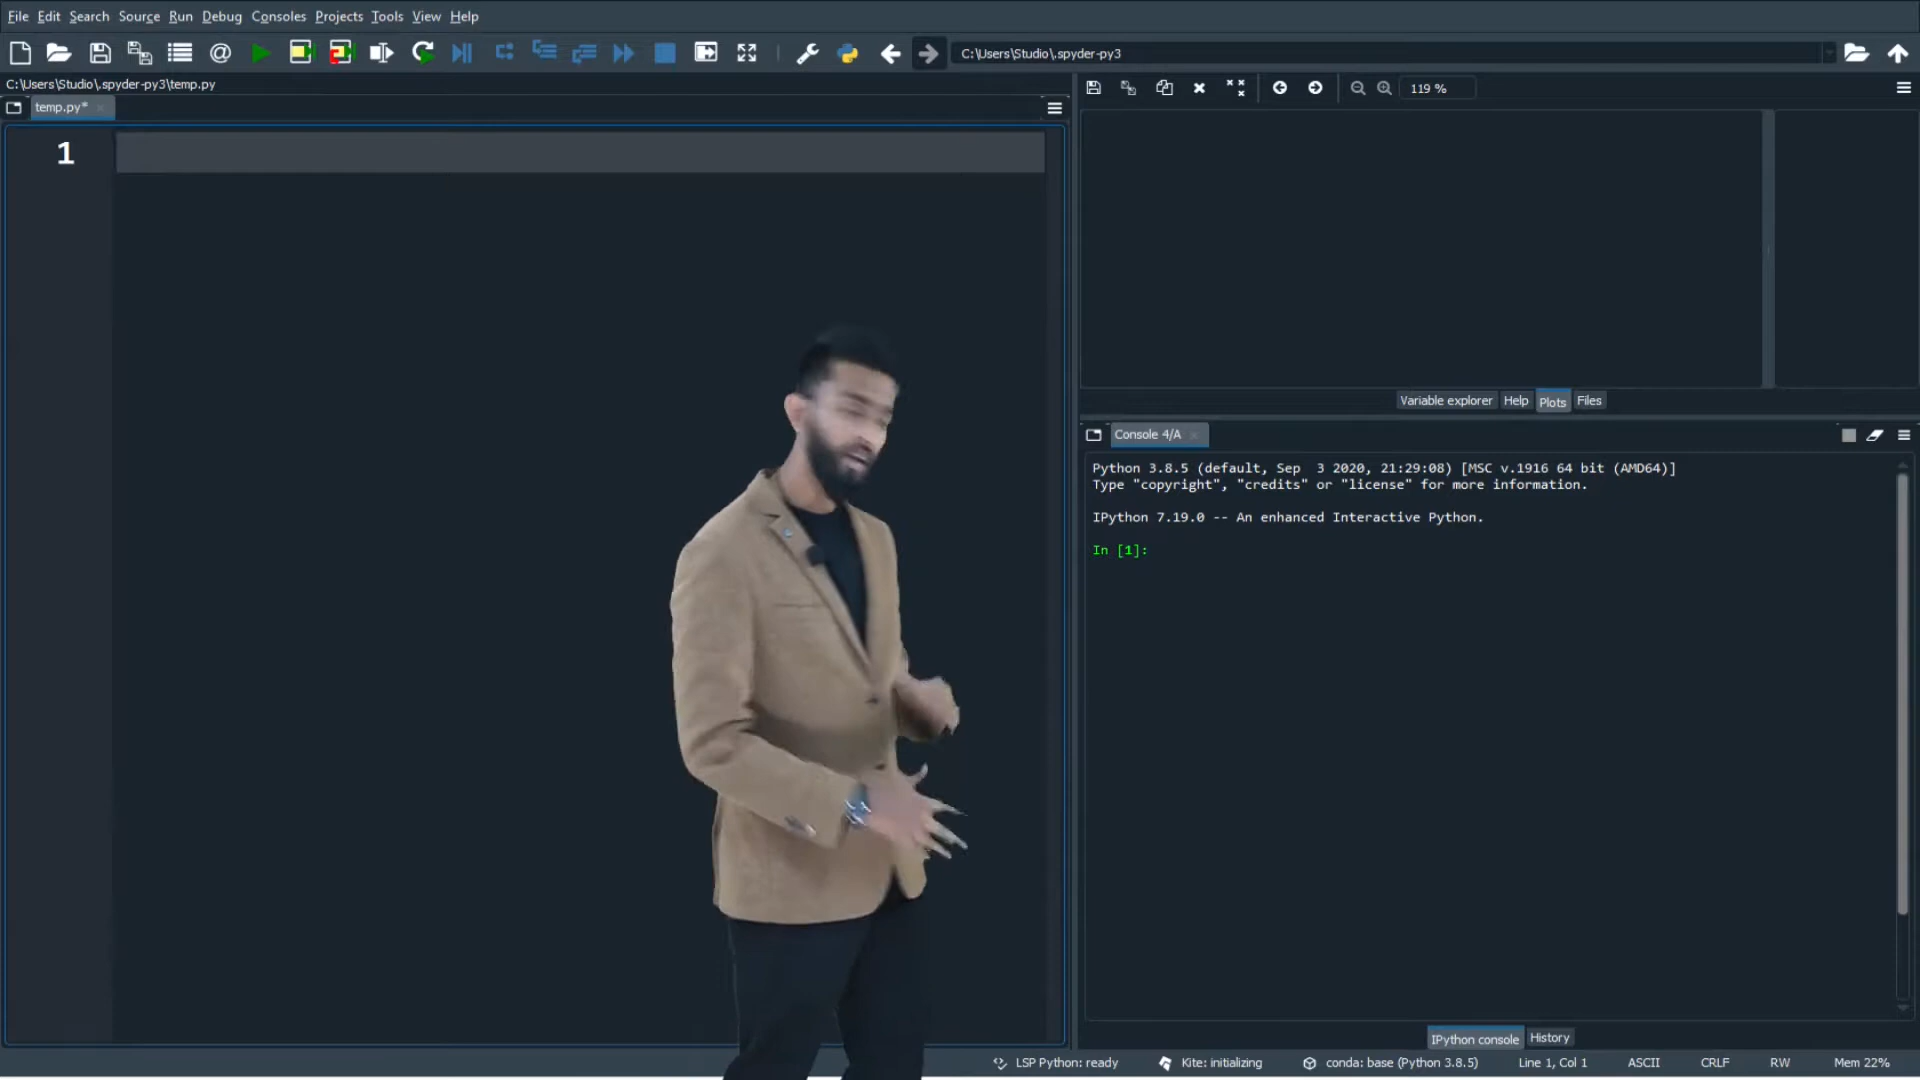 File Edit Search Source Run Debug Consoles Projects Tools View Help
C:\Users\Studio\.spyder-py3
C:\Users\Studio\.spyder-py3\temp.py
temp.py*
119 %
1
Variable explorer Help Plots Files
Console 4/A
Python 3.8.5 (default, Sep  3 2020, 21:29:08) [MSC v.1916 64 bit (AMD64)]
Type "copyright", "credits" or "license" for more information.
IPython 7.19.0 -- An enhanced Interactive Python.
In [1]:
IPython console History
LSP Python: ready Kite: initializing conda: base (Python 3.8.5) Line 1, Col 1 ASCII CRLF RW Mem 22%